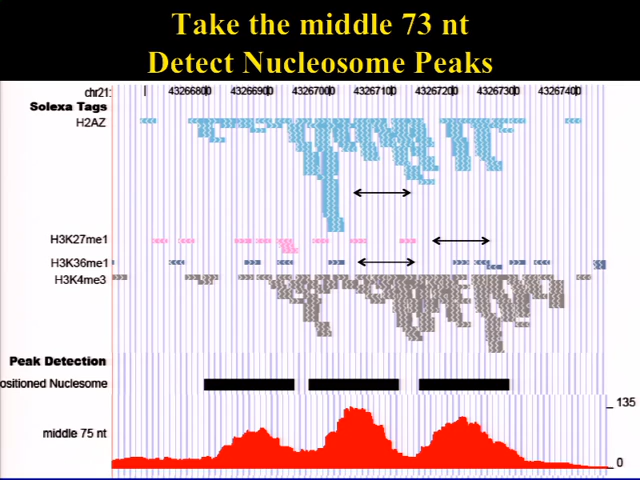 Take the middle 73 nt
Detect Nucleosome Peaks
chr21: 43266800 43266900 43267000 43267100 43267200 43267300 43267400
Solexa Tags
H2AZ
H3K27me1
H3K36me1
H3K4me3
Peak Detection
ositioned Nuclesome
135
middle 75 nt
0